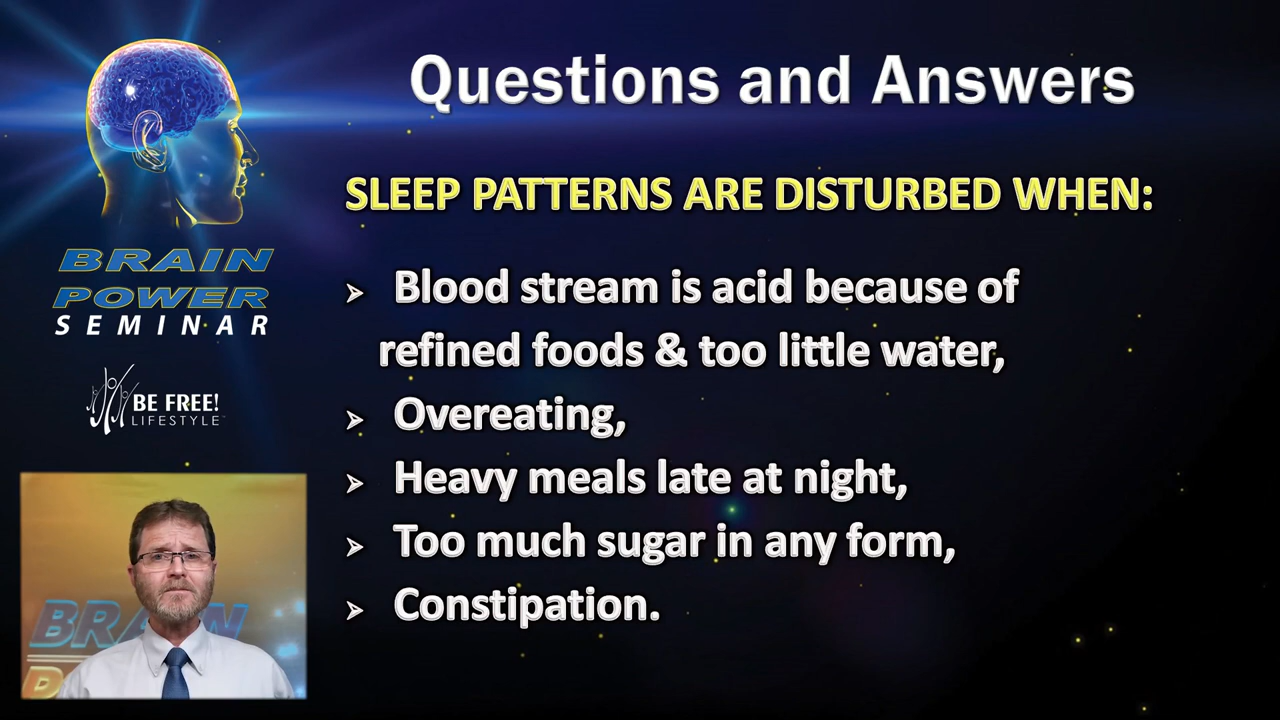 Questions and Answers
SLEEP PATTERNS ARE DISTURBED WHEN:
➢ Blood stream is acid because of
refined foods & too little water,
➢ Overeating,
➢ Heavy meals late at night,
➢ Too much sugar in any form,
➢ Constipation.
BRAIN
POWER
SEMINAR
BE FREE!
LIFESTYLE™